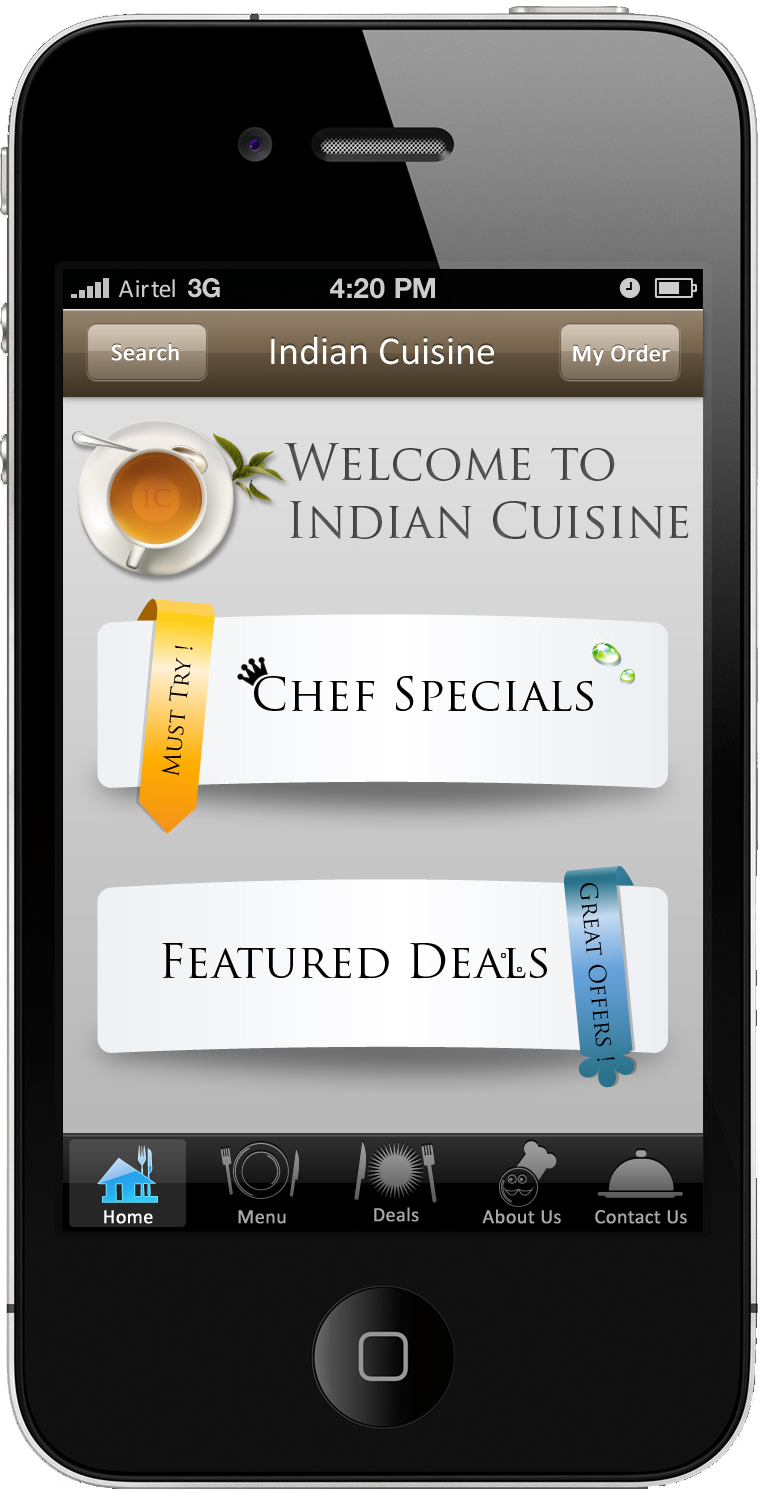 Airtel 3G 4:20 PM
Search Indian Cuisine My Order
IC
WELCOME TO
INDIAN CUISINE
MUST TRY !
CHEF SPECIALS
FEATURED DEALS
GREAT OFFERS !
Home Menu Deals About Us Contact Us